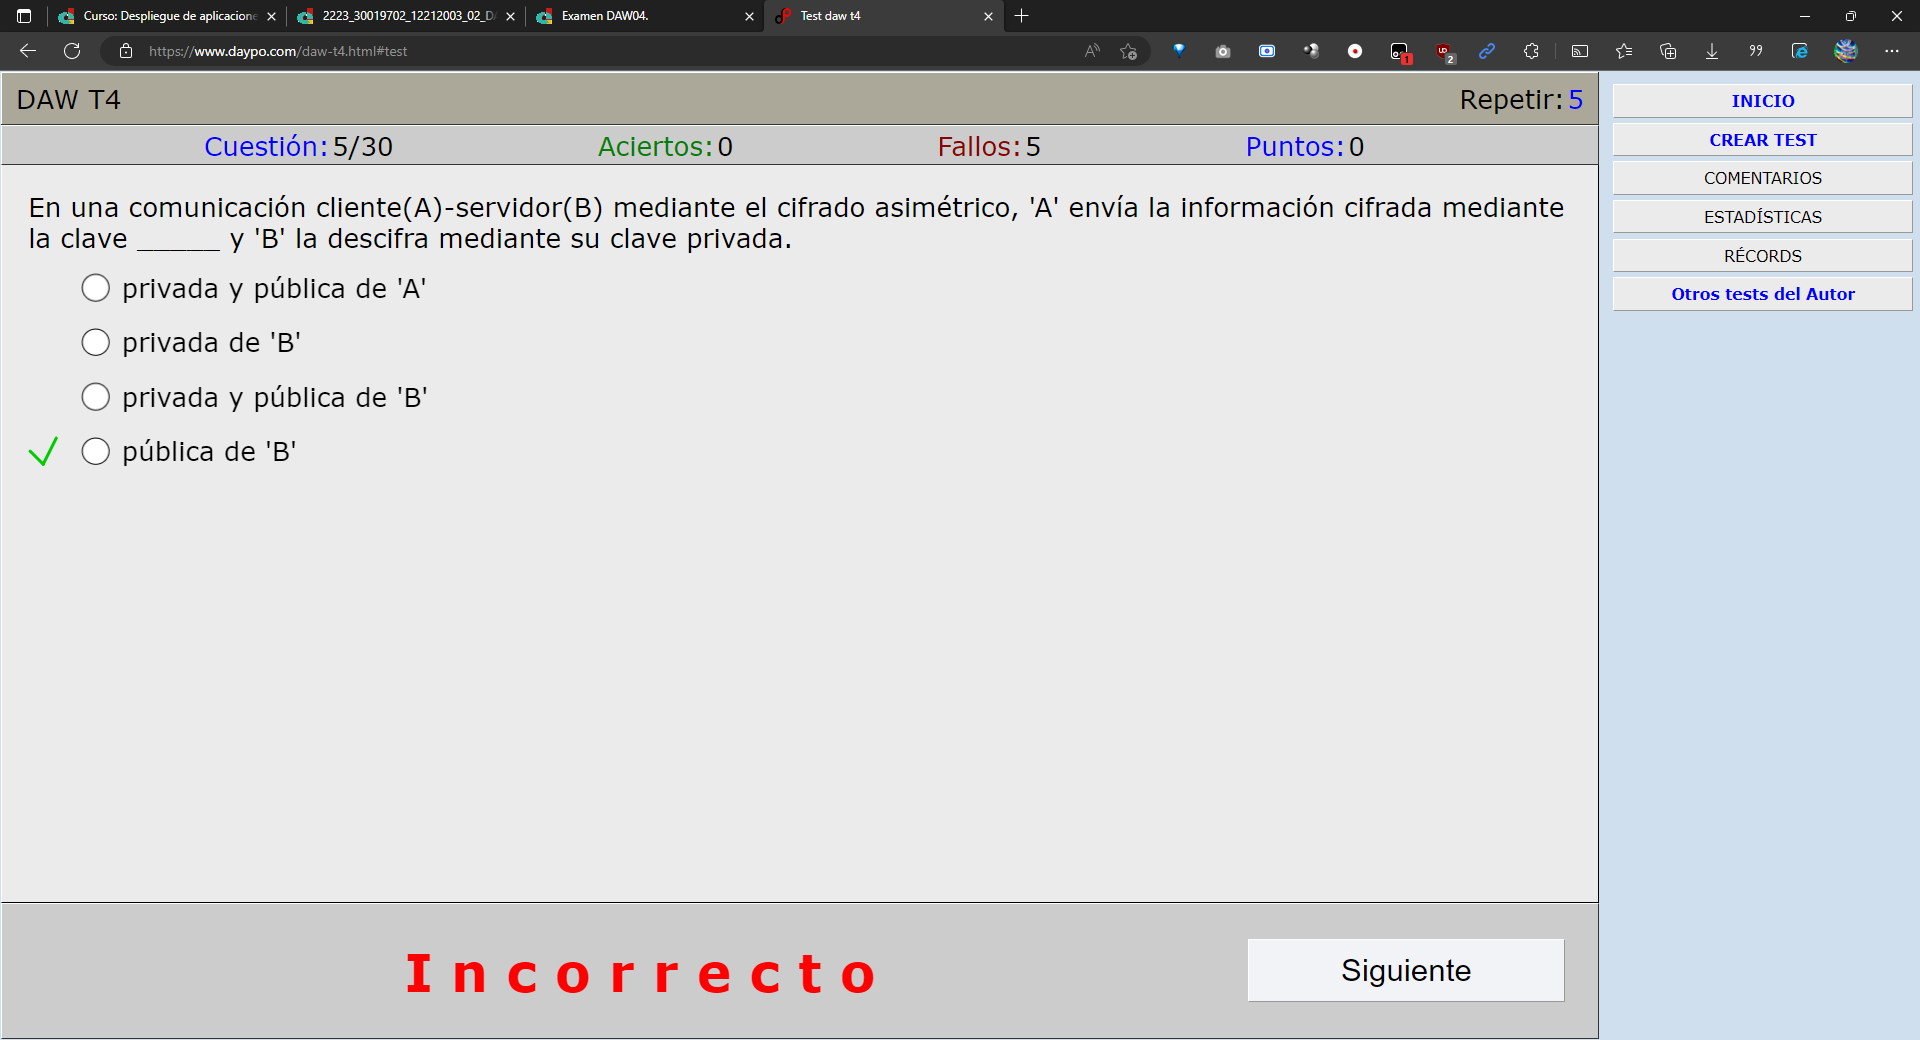 Curso: Despliegue de aplicacione
2223_30019702_12212003_02_D
Examen DAW04.
Test daw t4
https://www.daypo.com/daw-t4.html#test
1
2
DAW T4
Repetir: 5
Cuestión: 5/30
Aciertos: 0
Fallos: 5
Puntos: 0
En una comunicación cliente(A)-servidor(B) mediante el cifrado asimétrico, 'A' envía la información cifrada mediante
la clave _____ y 'B' la descifra mediante su clave privada.
privada y pública de 'A'
privada de 'B'
privada y pública de 'B'
pública de 'B'
Incorrecto
Siguiente
INICIO
CREAR TEST
COMENTARIOS
ESTADÍSTICAS
RÉCORDS
Otros tests del Autor